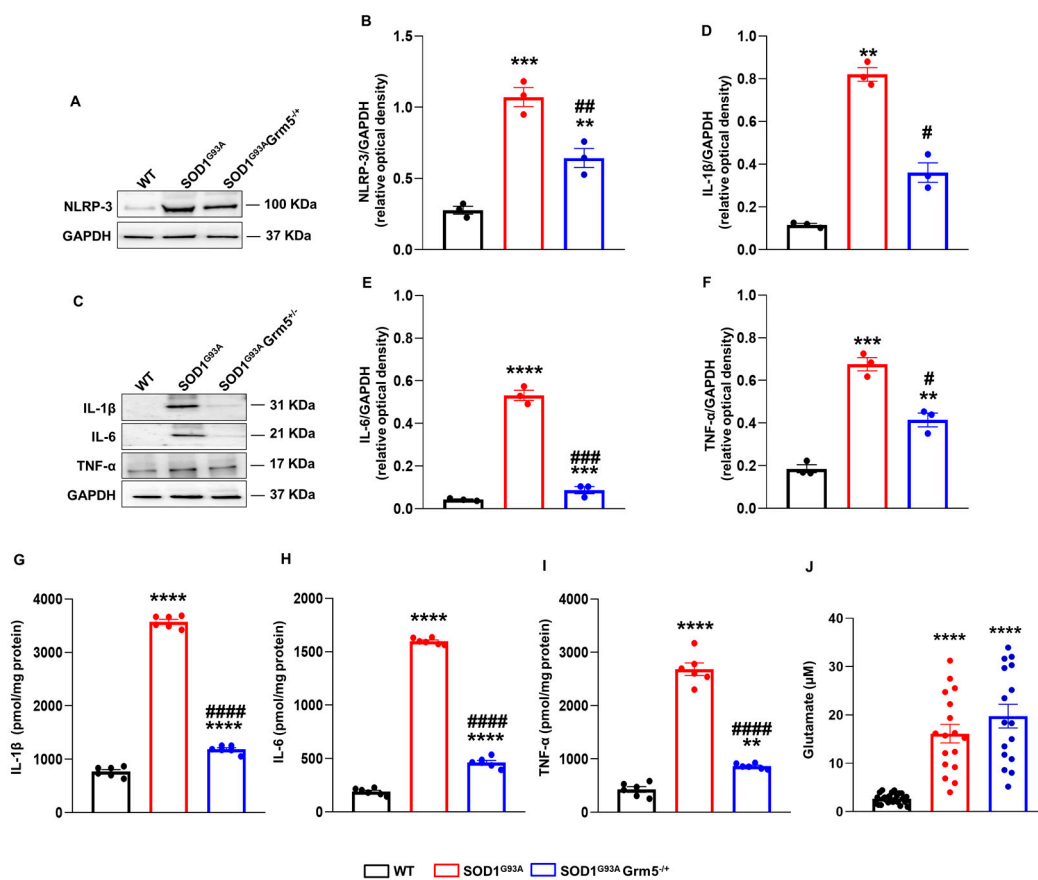 A
WT
SOD1G93A
SOD1G93AGrm5-/+
NLRP-3
100 KDa
GAPDH
37 KDa
B
NLRP-3/GAPDH
(relative optical density)
1.5
1.0
0.5
0.0
***
##
**
D
IL-1β/GAPDH
(relative optical density)
1.0
0.8
0.6
0.4
0.2
0.0
**
#
C
WT
SOD1G93A
SOD1G93A Grm5+/-
IL-1β
31 KDa
IL-6
21 KDa
TNF-α
17 KDa
GAPDH
37 KDa
E
IL-6/GAPDH
(relative optical density)
1.0
0.8
0.6
0.4
0.2
0.0
****
###
***
F
TNF-α/GAPDH
(relative optical density)
1.0
0.8
0.6
0.4
0.2
0.0
***
#
**
G
IL-1β (pmol/mg protein)
4000
3000
2000
1000
0
****
####
****
H
IL-6 (pmol/mg protein)
2000
1500
1000
500
0
****
####
****
I
TNF-α (pmol/mg protein)
4000
3000
2000
1000
0
****
####
**
J
Glutamate (µM)
40
30
20
10
0
****
****
WT
SOD1G93A
SOD1G93A Grm5-/+